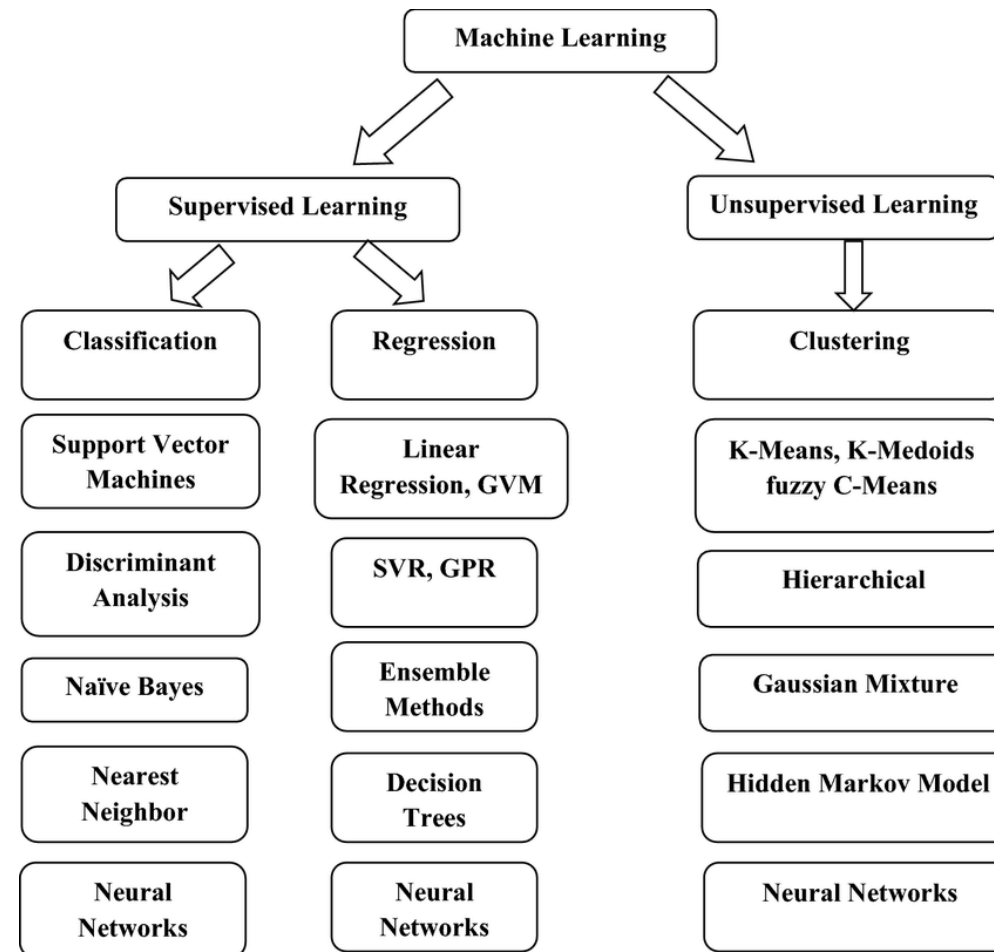 Machine Learning
Supervised Learning
Unsupervised Learning
Classification
Regression
Clustering
Support Vector
Machines
Linear
Regression, GVM
K-Means, K-Medoids
fuzzy C-Means
Discriminant
Analysis
SVR, GPR
Hierarchical
Naïve Bayes
Ensemble
Methods
Gaussian Mixture
Nearest
Neighbor
Decision
Trees
Hidden Markov Model
Neural
Networks
Neural
Networks
Neural Networks